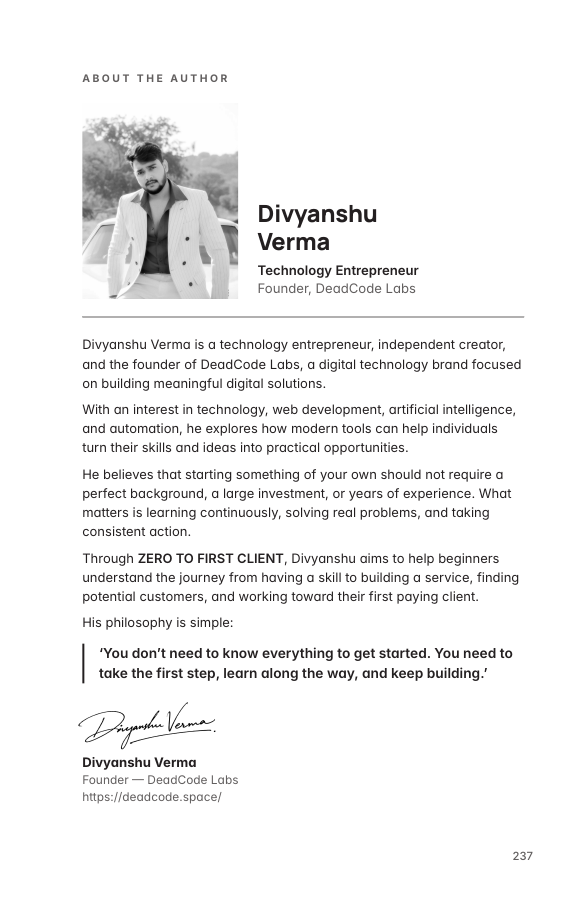 ABOUT THE AUTHOR
Divyanshu
Verma
Technology Entrepreneur
Founder, DeadCode Labs
Divyanshu Verma is a technology entrepreneur, independent creator,
and the founder of DeadCode Labs, a digital technology brand focused
on building meaningful digital solutions.
With an interest in technology, web development, artificial intelligence,
and automation, he explores how modern tools can help individuals
turn their skills and ideas into practical opportunities.
He believes that starting something of your own should not require a
perfect background, a large investment, or years of experience. What
matters is learning continuously, solving real problems, and taking
consistent action.
Through ZERO TO FIRST CLIENT, Divyanshu aims to help beginners
understand the journey from having a skill to building a service, finding
potential customers, and working toward their first paying client.
His philosophy is simple:
‘You don’t need to know everything to get started. You need to
take the first step, learn along the way, and keep building.’
Divyanshu Verma
Divyanshu Verma
Founder — DeadCode Labs
https://deadcode.space/
237